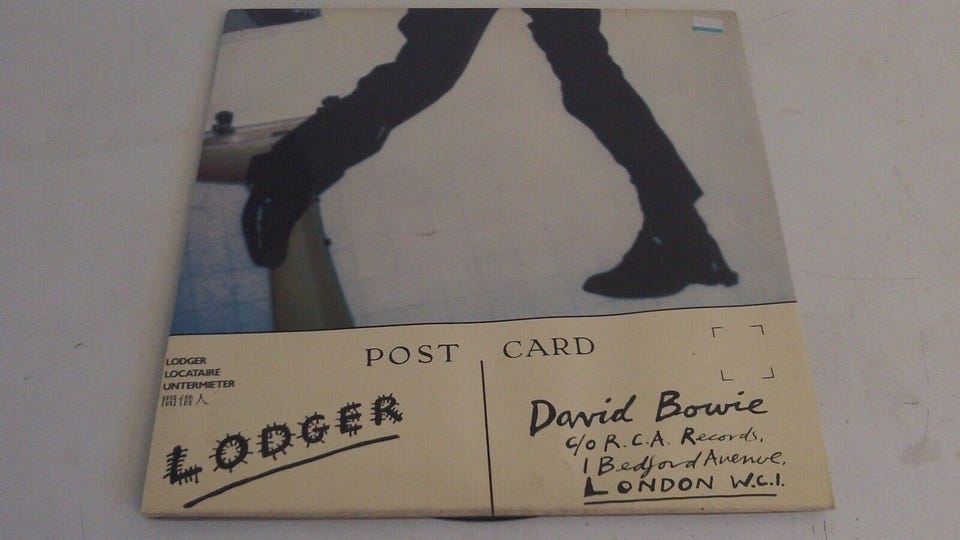 POST CARD
LODGER
LOCATAIRE
UNTERMIETER
間借人
LODGER
David Bowie
c/o R.C.A. Records,
1 Bedford Avenue,
LONDON W.C.1.